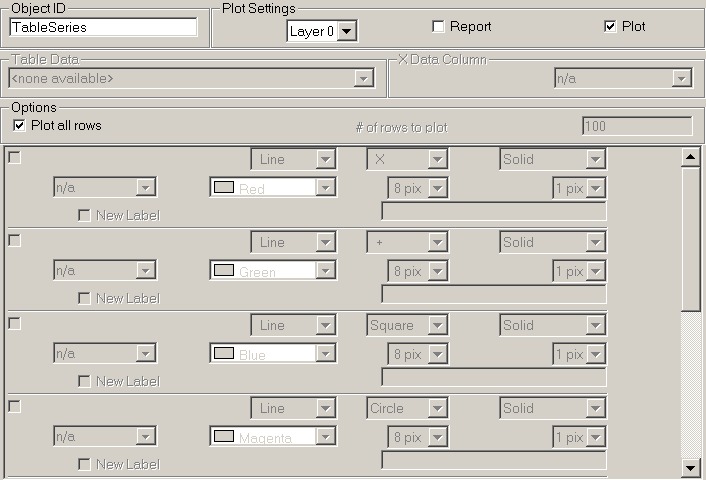 Object ID Plot Settings
TableSeries Layer 0 Report Plot
Table Data X Data Column
<none available> n/a
Options
Plot all rows # of rows to plot 100
Line X Solid
n/a Red 8 pix 1 pix
New Label
Line + Solid
n/a Green 8 pix 1 pix
New Label
Line Square Solid
n/a Blue 8 pix 1 pix
New Label
Line Circle Solid
n/a Magenta 8 pix 1 pix
New Label